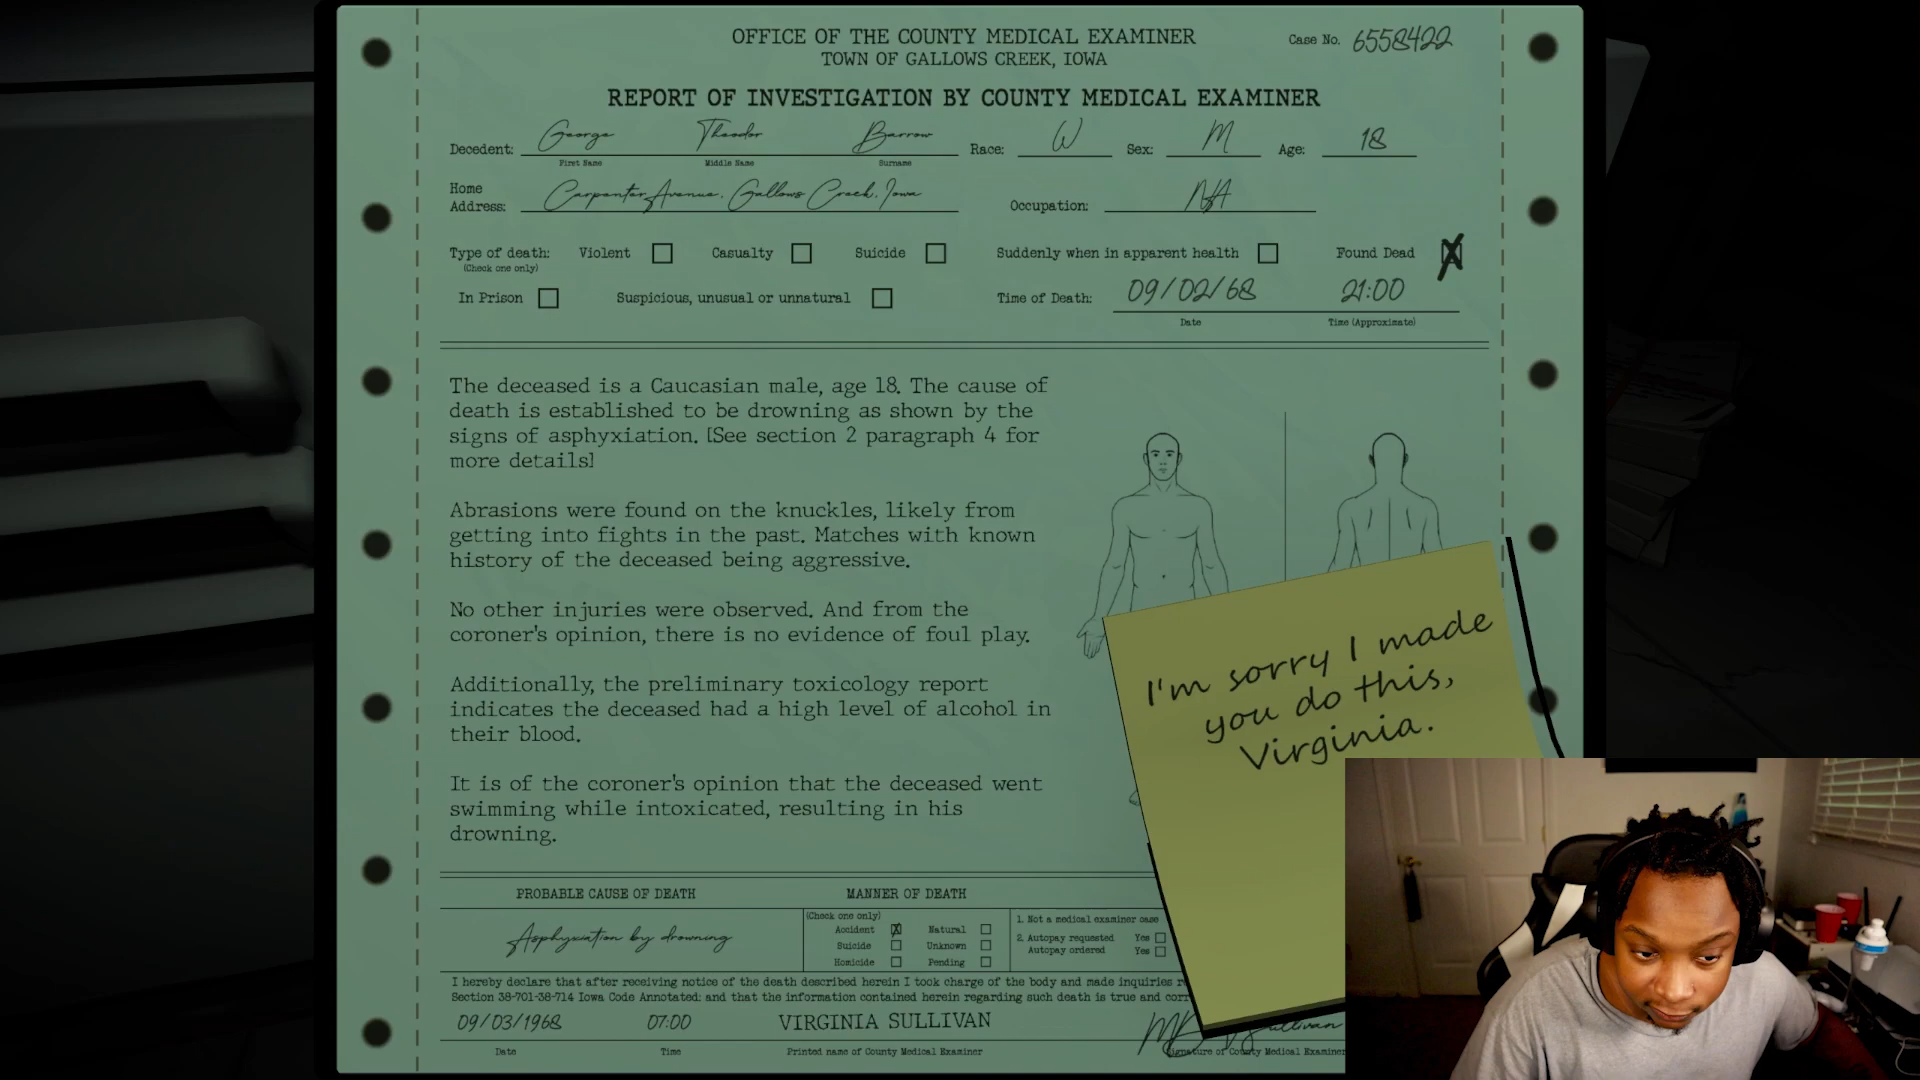 OFFICE OF THE COUNTY MEDICAL EXAMINER
TOWN OF GALLOWS CREEK, IOWA
Case No. 6558422
REPORT OF INVESTIGATION BY COUNTY MEDICAL EXAMINER
Decedent: George Theodor Barrow Race: W Sex: M Age: 18
First Name Middle Name Surname
Home Address: Carpenter Avenue, Gallows Creek, Iowa Occupation: N/A
Type of death: Violent Casualty Suicide Suddenly when in apparent health Found Dead X
(Check one only)
In Prison Suspicious, unusual or unnatural Time of Death: 09/02/68 21:00
Date Time (Approximate)
The deceased is a Caucasian male, age 18. The cause of
death is established to be drowning as shown by the
signs of asphyxiation. [See section 2 paragraph 4 for
more details]
Abrasions were found on the knuckles, likely from
getting into fights in the past. Matches with known
history of the deceased being aggressive.
No other injuries were observed. And from the
coroner's opinion, there is no evidence of foul play.
Additionally, the preliminary toxicology report
indicates the deceased had a high level of alcohol in
their blood.
It is of the coroner's opinion that the deceased went
swimming while intoxicated, resulting in his
drowning.
I'm sorry I made
you do this,
Virginia.
PROBABLE CAUSE OF DEATH MANNER OF DEATH
Asphyxiation by drowning
(Check one only)
Accident X Natural
Suicide Unknown
Homicide Pending
1. Not a medical examiner case
2. Autopay requested Yes
Autopay ordered Yes
I hereby declare that after receiving notice of the death described herein I took charge of the body and made inquiries
Section 38-701-38-714 Iowa Code Annotated: and that the information contained herein regarding such death is true and
09/03/1968 07:00 VIRGINIA SULLIVAN
Date Time Printed name of County Medical Examiner Signature of County Medical Examiner